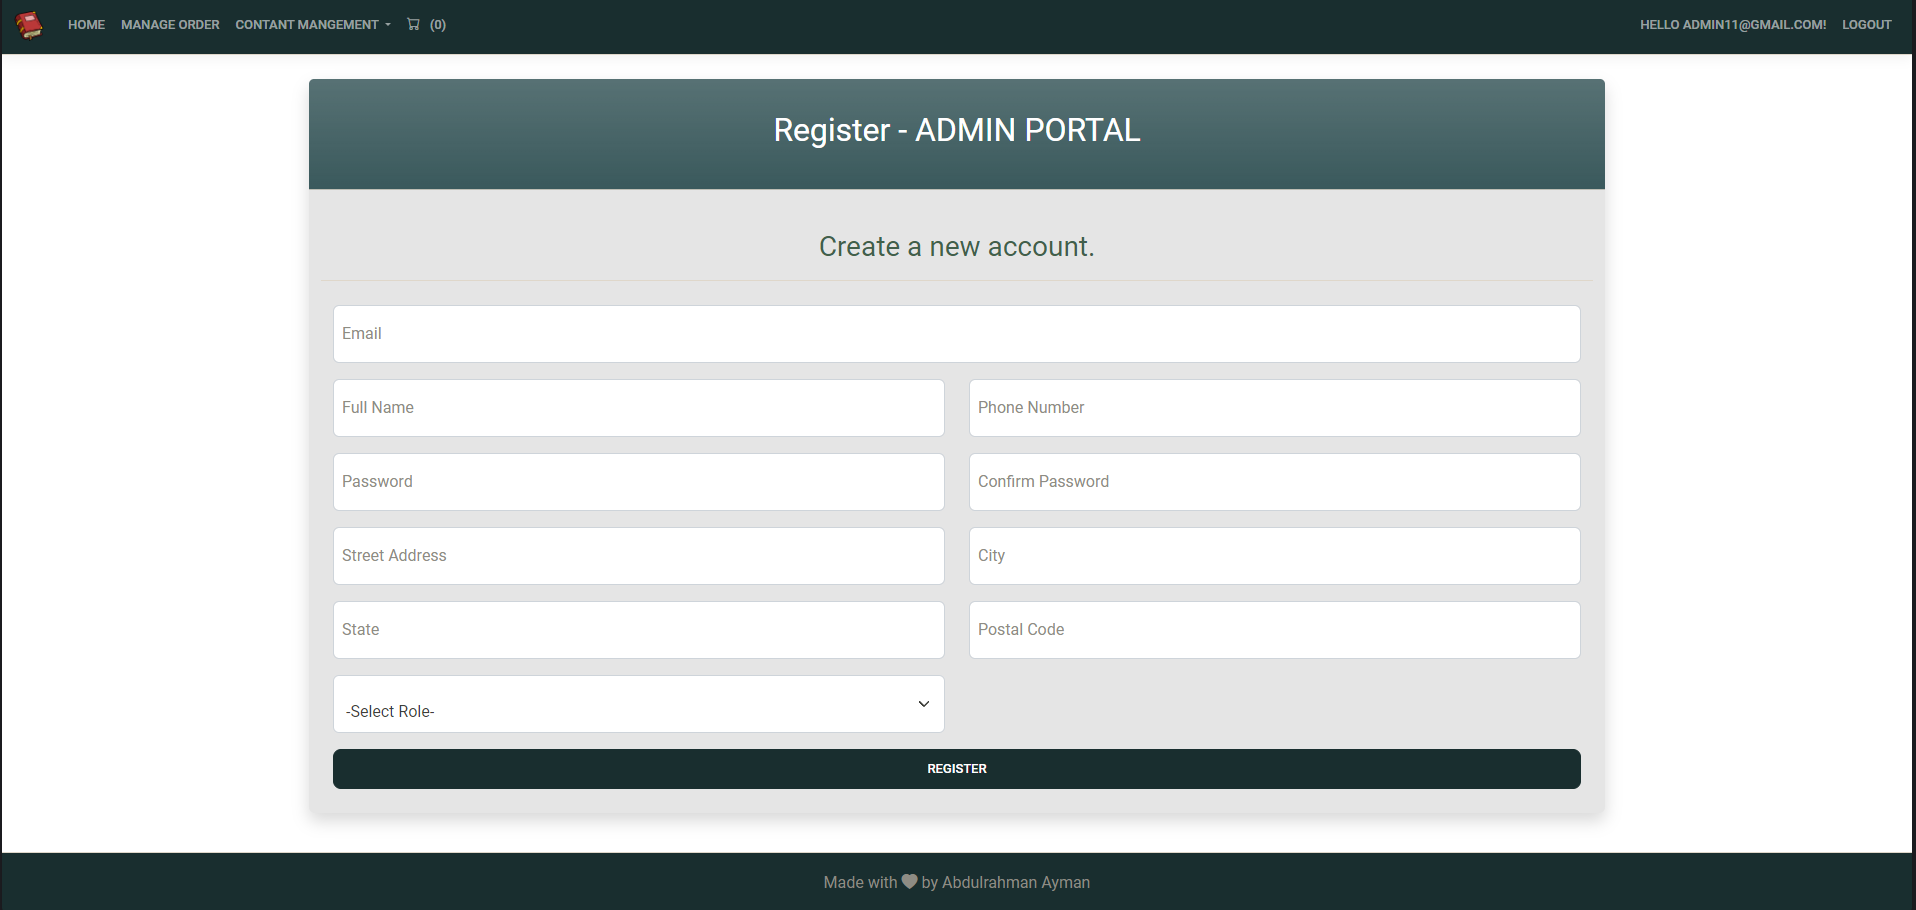 HOME MANAGE ORDER CONTANT MANGEMENT (0) HELLO ADMIN11@GMAIL.COM! LOGOUT
Register - ADMIN PORTAL
Create a new account.
Email
Full Name Phone Number
Password Confirm Password
Street Address City
State Postal Code
-Select Role-
REGISTER
Made with by Abdulrahman Ayman